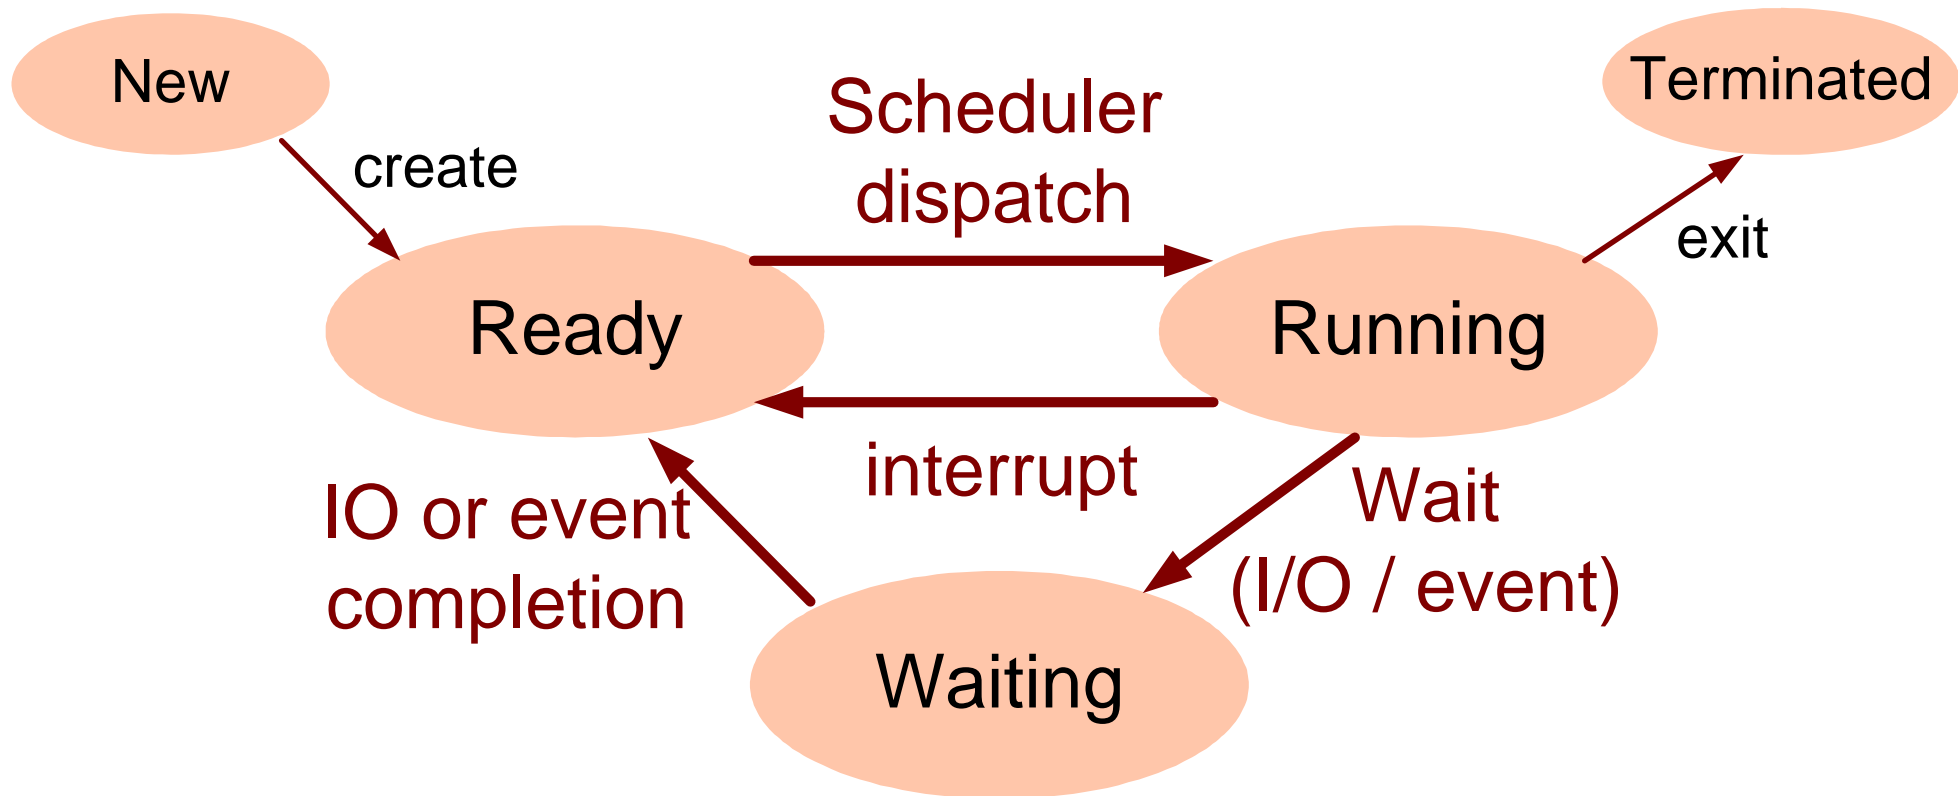 New
Terminated
Scheduler
dispatch
create
exit
Ready
Running
interrupt
IO or event
completion
Wait
(I/O / event)
Waiting